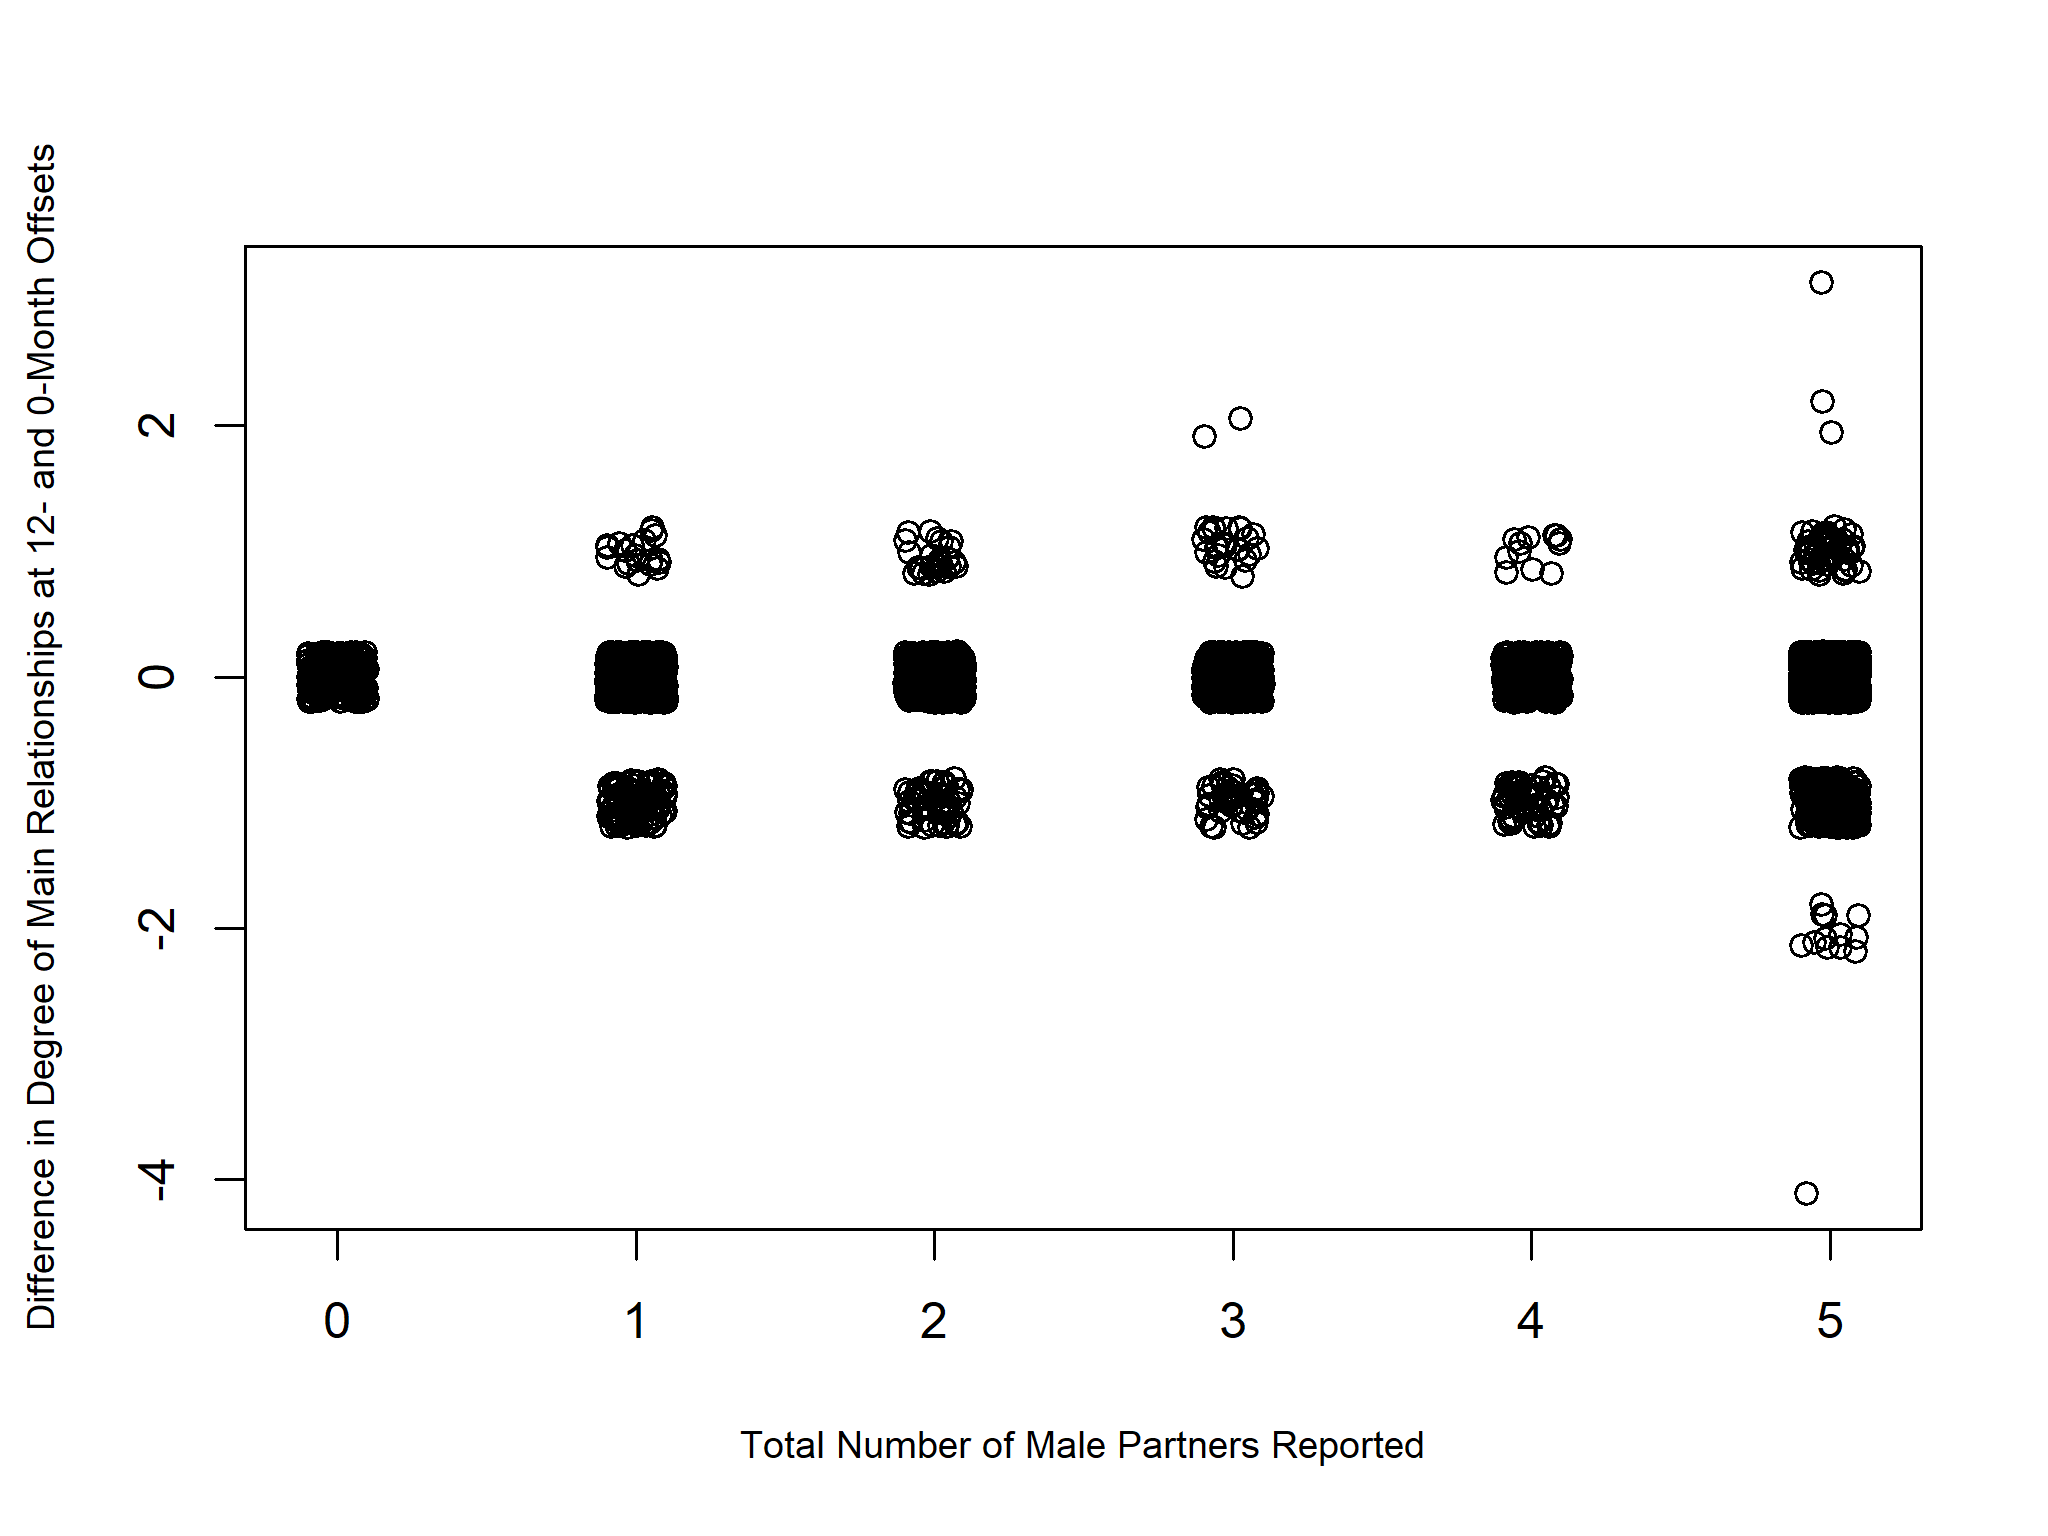 Difference in Degree of Main Relationships at 12- and 0-Month Offsets
2
0
-2
-4
0 1 2 3 4 5
Total Number of Male Partners Reported